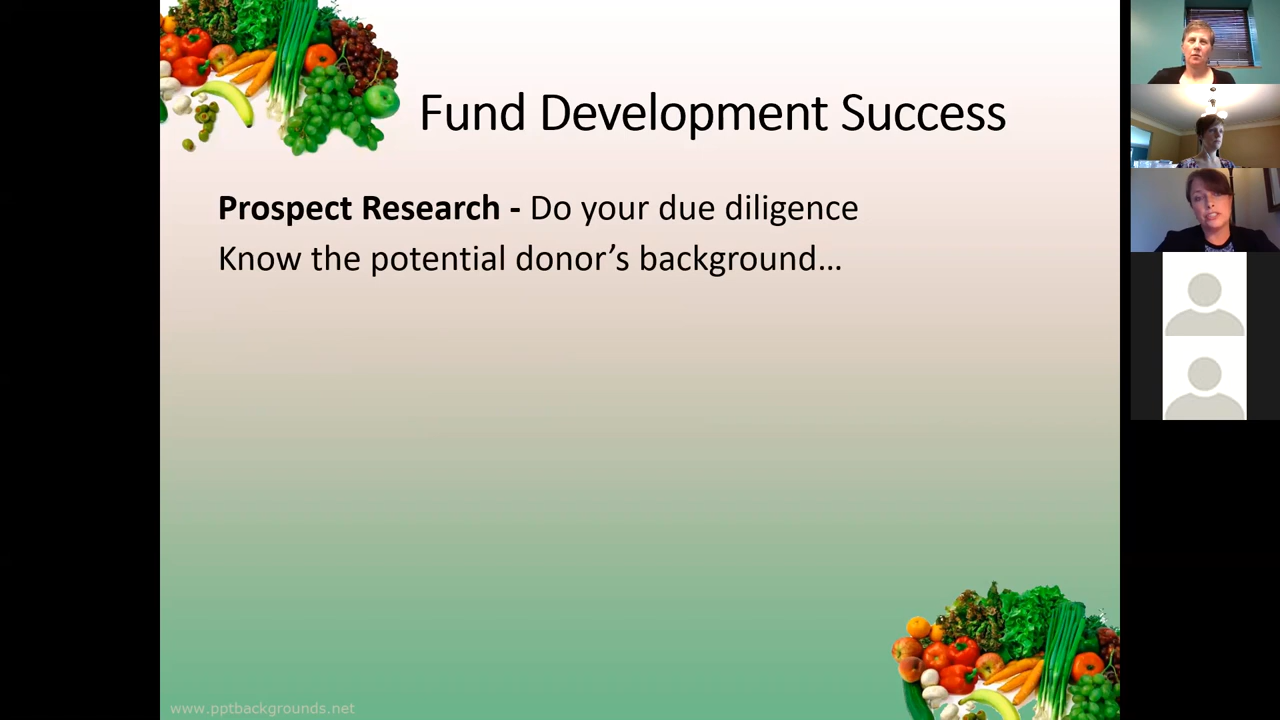 Fund Development Success
Prospect Research - Do your due diligence
Know the potential donor’s background…
www.pptbackgrounds.net